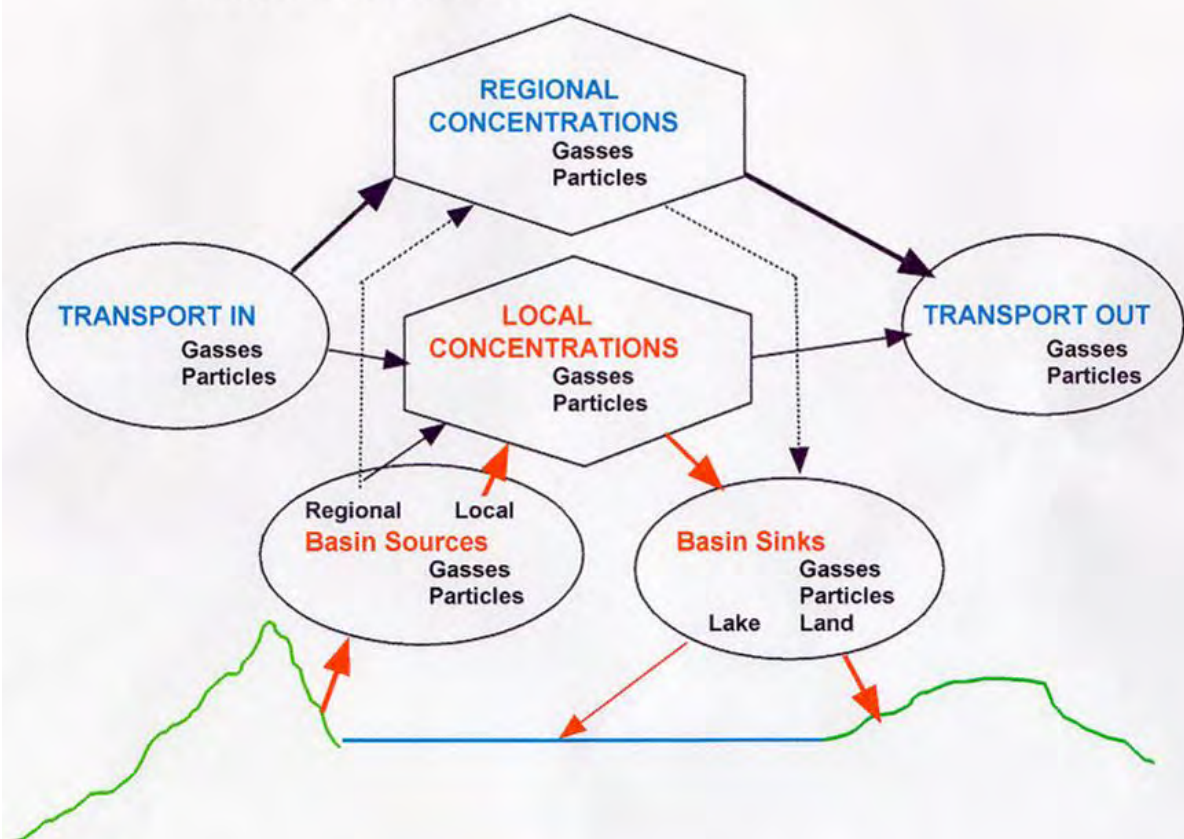 REGIONAL
CONCENTRATIONS
Gasses
Particles
TRANSPORT IN
Gasses
Particles
LOCAL
CONCENTRATIONS
Gasses
Particles
TRANSPORT OUT
Gasses
Particles
Regional Local
Basin Sources
Gasses
Particles
Basin Sinks
Gasses
Particles
Lake Land